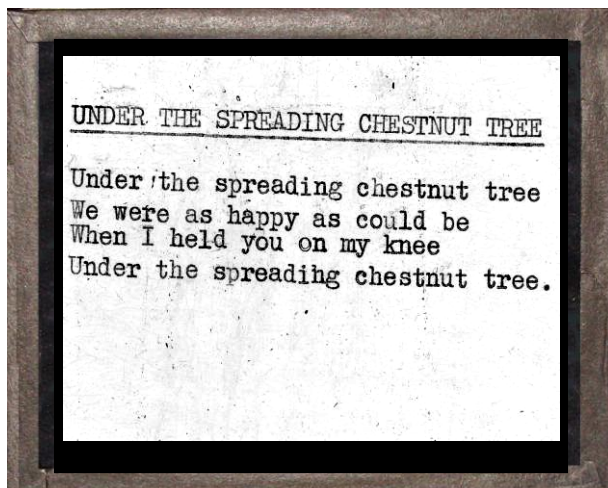 UNDER THE SPREADING CHESTNUT TREE
Under the spreading chestnut tree
We were as happy as could be
When I held you on my knee
Under the spreading chestnut tree.